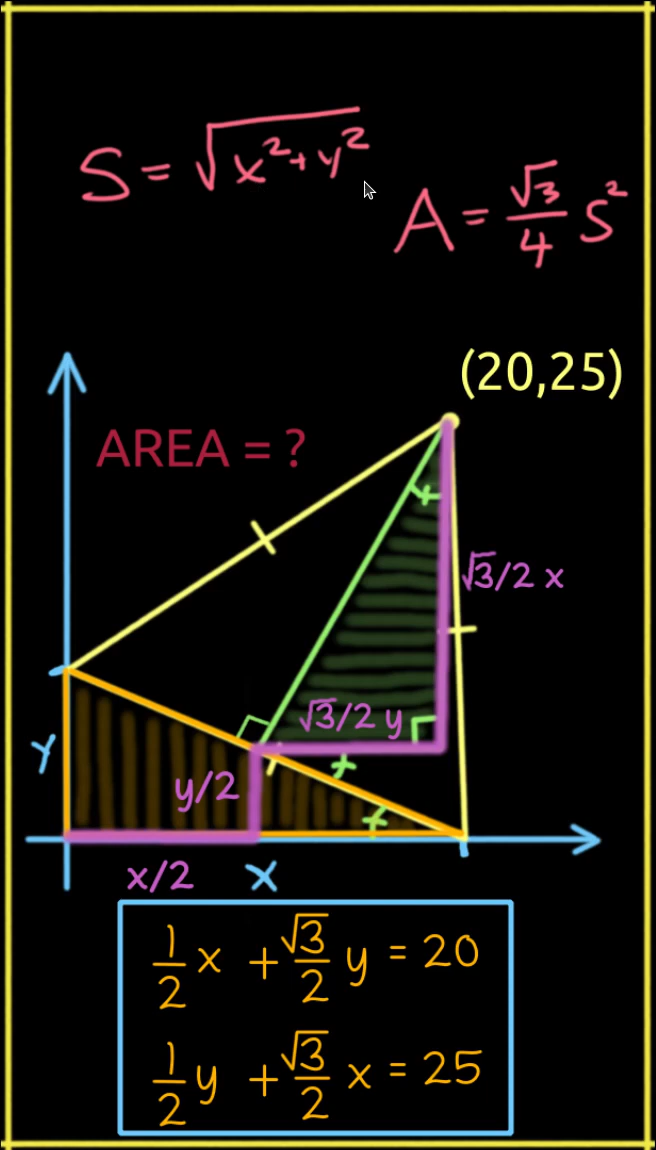 S = √(x² + y²)
A = √3/4 S²
(20,25)
AREA = ?
√3/2 x
√3/2 y
Y
y/2
x/2
X
1/2 x + √3/2 y = 20
1/2 y + √3/2 x = 25